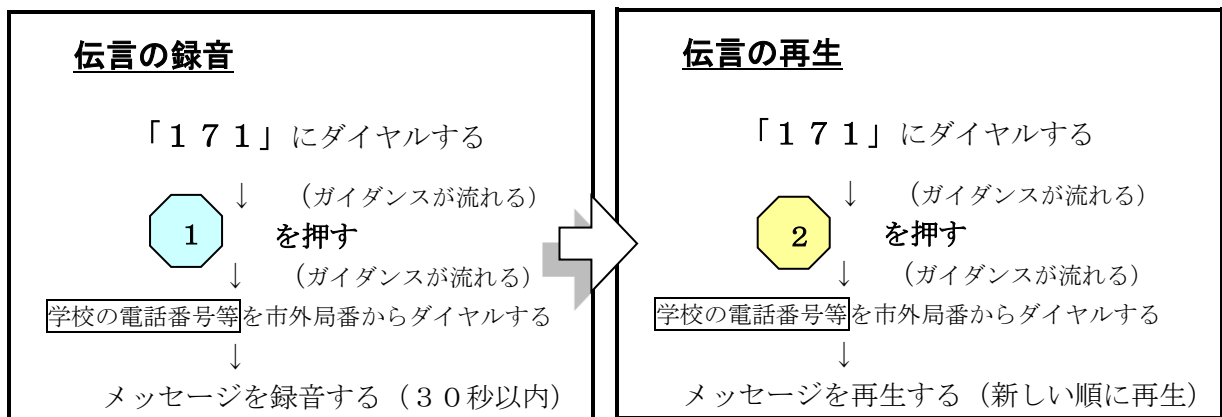 伝言の録音
「１７１」にダイヤルする
↓　（ガイダンスが流れる）
１　を押す
↓　（ガイダンスが流れる）
学校の電話番号等を市外局番からダイヤルする
↓
メッセージを録音する（３０秒以内）
伝言の再生
「１７１」にダイヤルする
↓　（ガイダンスが流れる）
２　を押す
↓　（ガイダンスが流れる）
学校の電話番号等を市外局番からダイヤルする
↓
メッセージを再生する（新しい順に再生）